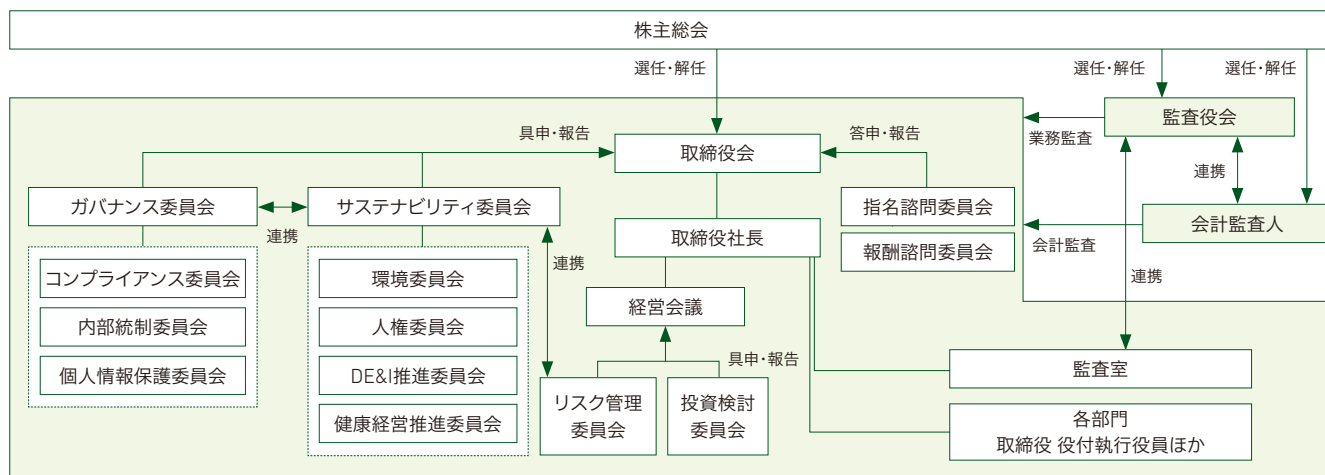 株主総会
選任・解任
選任・解任
選任・解任
監査役会
業務監査
具申・報告
取締役会
答申・報告
連携
ガバナンス委員会
連携
サステナビリティ委員会
指名諮問委員会
会計監査人
会計監査
取締役社長
報酬諮問委員会
連携
連携
コンプライアンス委員会
内部統制委員会
個人情報保護委員会
環境委員会
人権委員会
DE&I推進委員会
健康経営推進委員会
経営会議
具申・報告
リスク管理
委員会
投資検討
委員会
監査室
各部門
取締役 役付執行役員ほか